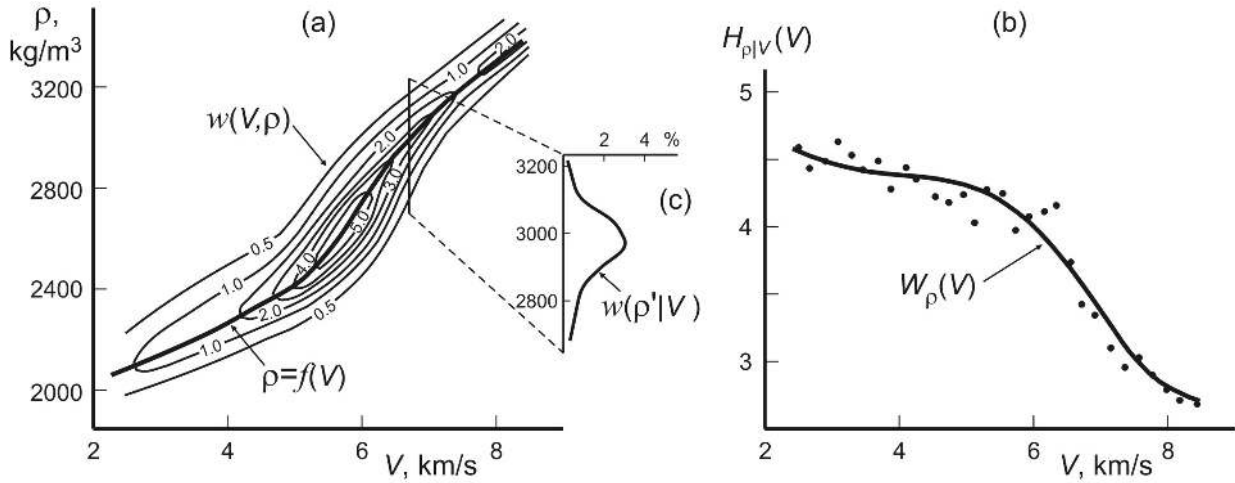 (a)
ρ,
kg/m³
3200
2800
2400
2000
2
4
6
8
V, km/s
w(V,ρ)
ρ=f(V)
0.5
1.0
2.0
4.0
5.0
3.0
2.0
1.0
2.0
1.0
2.0
1.0
0.5
(c)
2 4 %
3200
3000
2800
w(ρ'|V)
(b)
H ρ|V (V)
5
4
3
2
4
6
8
V, km/s
W ρ (V)